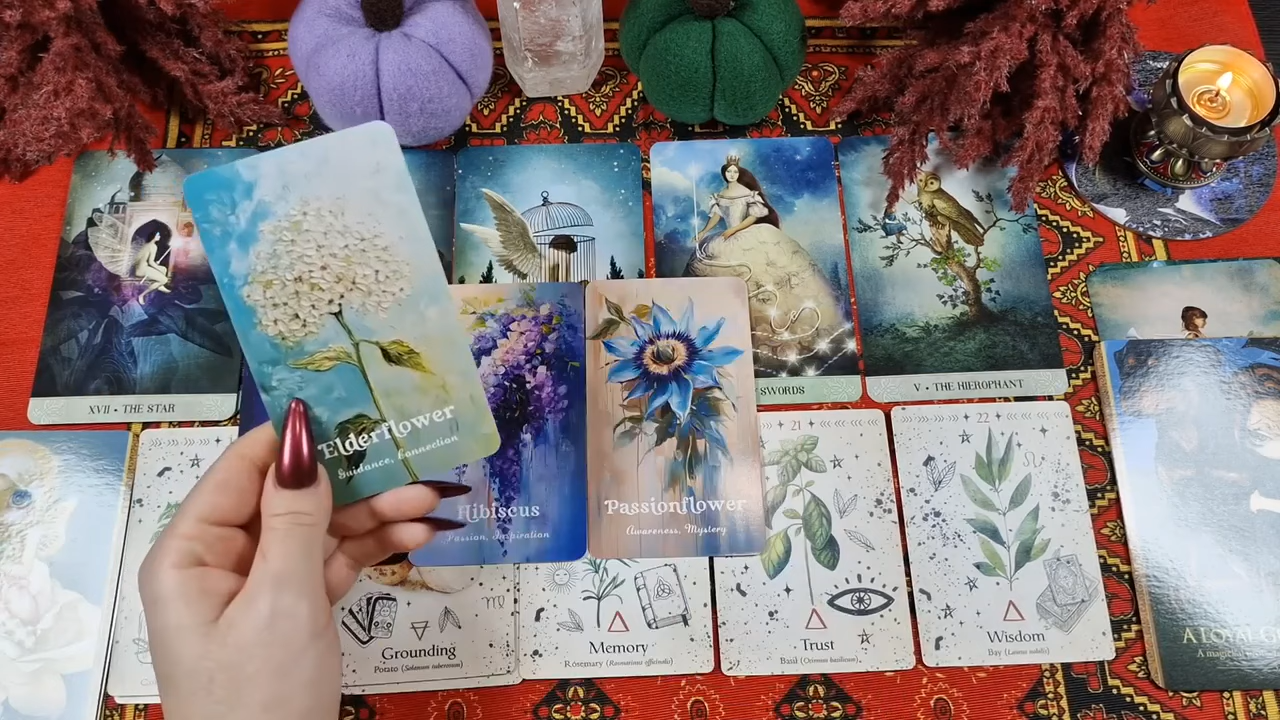 XVII • THE STAR
SWORDS
V • THE HIEROPHANT
Elderflower
Guidance, Connection
Hibiscus
Passion, Inspiration
Passionflower
Awareness, Mystery
21
22
Grounding
Potato (Solanum tuberosum)
Memory
Rosemary (Rosmarinus officinalis)
Trust
Basil (Ocimum basilicum)
Wisdom
Bay (Laurus nobilis)
A LOYAL
A magical